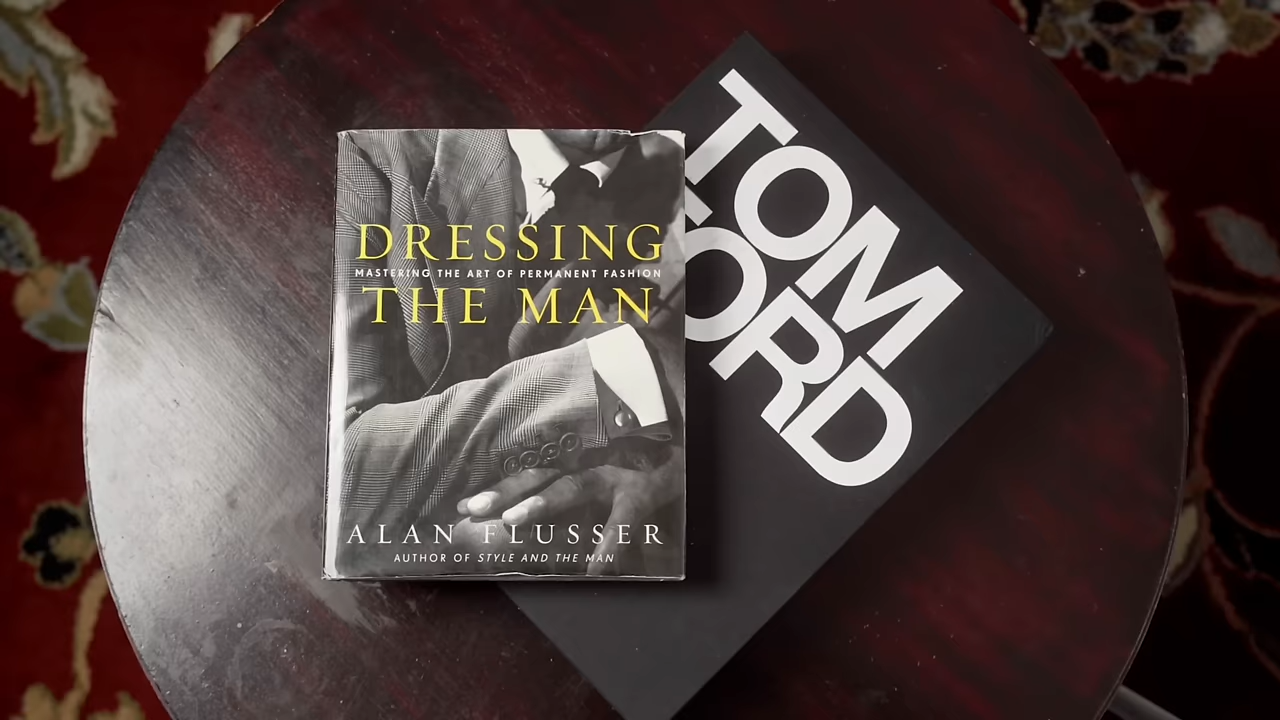 DRESSING
MASTERING THE ART OF PERMANENT FASHION
THE MAN
ALAN FLUSSER
AUTHOR OF STYLE AND THE MAN
TOM
FORD